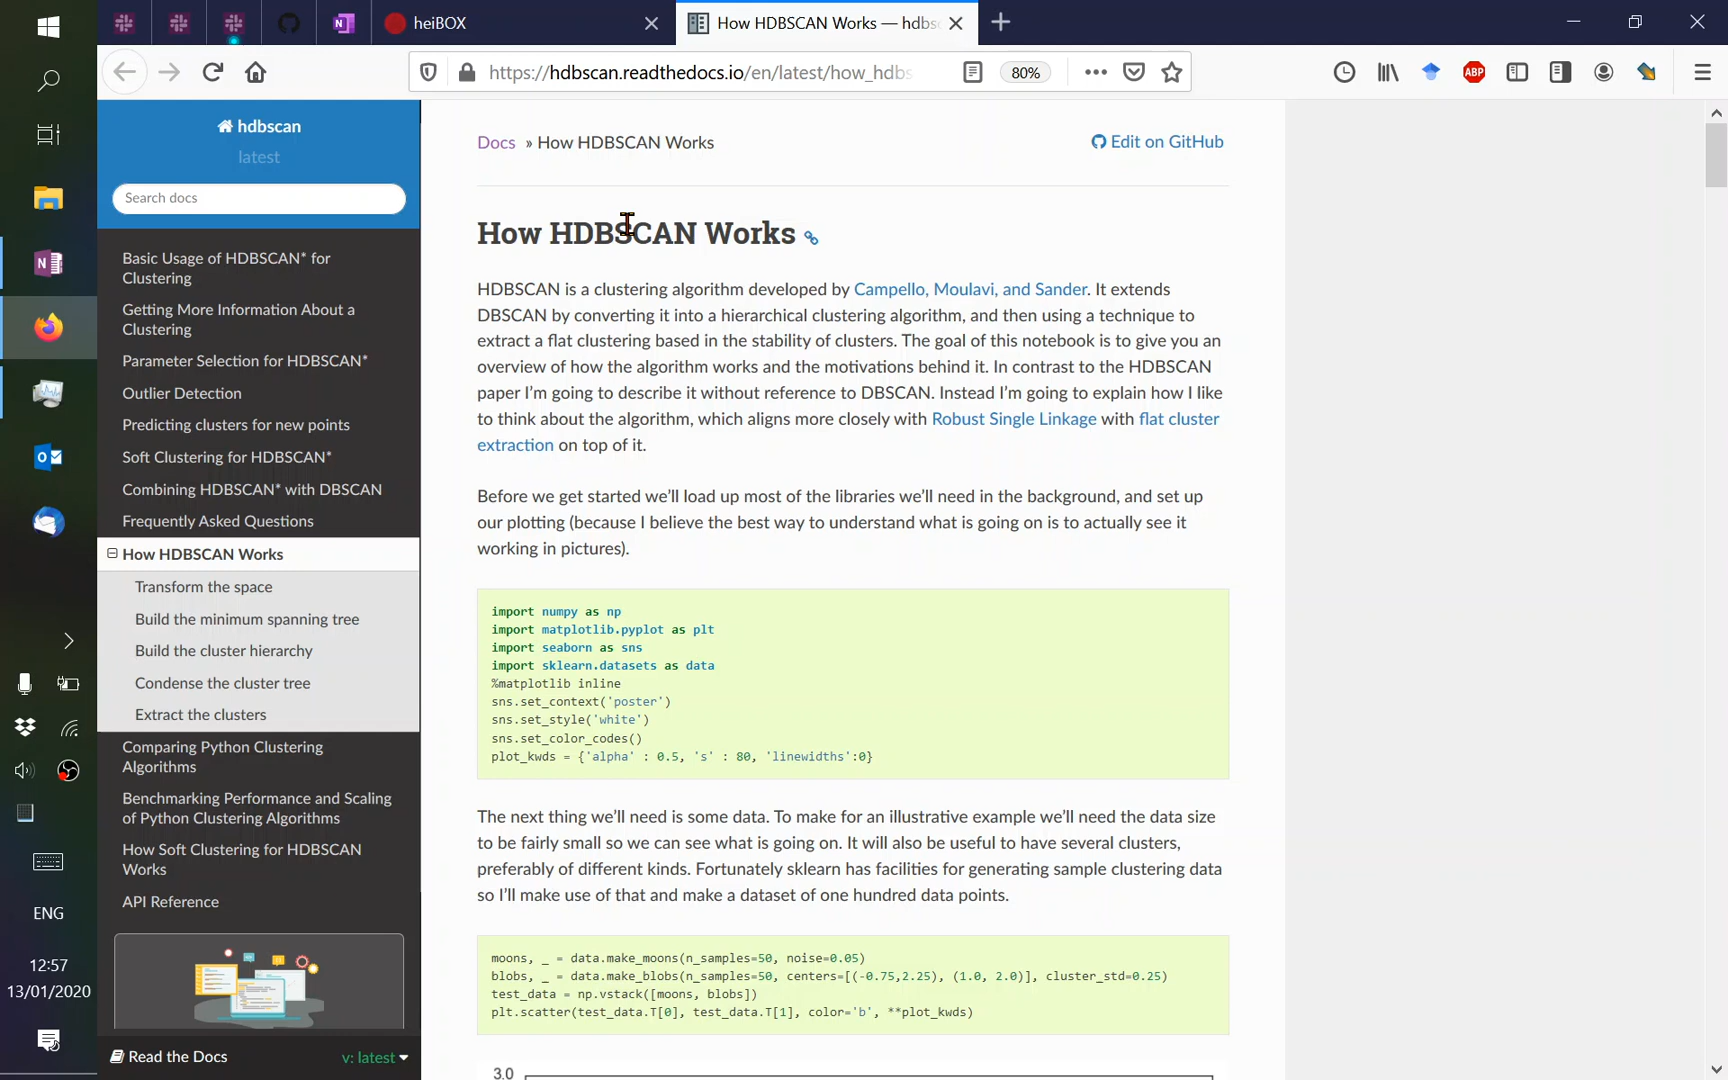 heiBOX
How HDBSCAN Works — hdbs
https://hdbscan.readthedocs.io/en/latest/how_hdbs
80%
ABP
hdbscan
latest
Search docs
Basic Usage of HDBSCAN* for
Clustering
Getting More Information About a
Clustering
Parameter Selection for HDBSCAN*
Outlier Detection
Predicting clusters for new points
Soft Clustering for HDBSCAN*
Combining HDBSCAN* with DBSCAN
Frequently Asked Questions
How HDBSCAN Works
Transform the space
Build the minimum spanning tree
Build the cluster hierarchy
Condense the cluster tree
Extract the clusters
Comparing Python Clustering
Algorithms
Benchmarking Performance and Scaling
of Python Clustering Algorithms
How Soft Clustering for HDBSCAN
Works
API Reference
Read the Docs
v: latest
Docs » How HDBSCAN Works
Edit on GitHub
How HDBSCAN Works
HDBSCAN is a clustering algorithm developed by Campello, Moulavi, and Sander. It extends
DBSCAN by converting it into a hierarchical clustering algorithm, and then using a technique to
extract a flat clustering based in the stability of clusters. The goal of this notebook is to give you an
overview of how the algorithm works and the motivations behind it. In contrast to the HDBSCAN
paper I'm going to describe it without reference to DBSCAN. Instead I'm going to explain how I like
to think about the algorithm, which aligns more closely with Robust Single Linkage with flat cluster
extraction on top of it.
Before we get started we'll load up most of the libraries we'll need in the background, and set up
our plotting (because I believe the best way to understand what is going on is to actually see it
working in pictures).
import numpy as np
import matplotlib.pyplot as plt
import seaborn as sns
import sklearn.datasets as data
%matplotlib inline
sns.set_context('poster')
sns.set_style('white')
sns.set_color_codes()
plot_kwds = {'alpha' : 0.5, 's' : 80, 'linewidths':0}
The next thing we'll need is some data. To make for an illustrative example we'll need the data size
to be fairly small so we can see what is going on. It will also be useful to have several clusters,
preferably of different kinds. Fortunately sklearn has facilities for generating sample clustering data
so I'll make use of that and make a dataset of one hundred data points.
moons, _ = data.make_moons(n_samples=50, noise=0.05)
blobs, _ = data.make_blobs(n_samples=50, centers=[(-0.75,2.25), (1.0, 2.0)], cluster_std=0.25)
test_data = np.vstack([moons, blobs])
plt.scatter(test_data.T[0], test_data.T[1], color='b', **plot_kwds)
3.0
ENG
12:57
13/01/2020